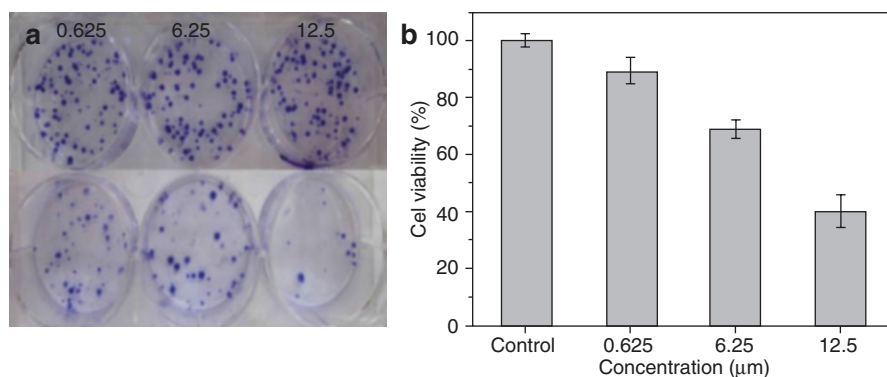 a
0.625 6.25 12.5
b
100
80
60
40
20
0
Cel viability (%)
Control 0.625 6.25 12.5
Concentration (μm)